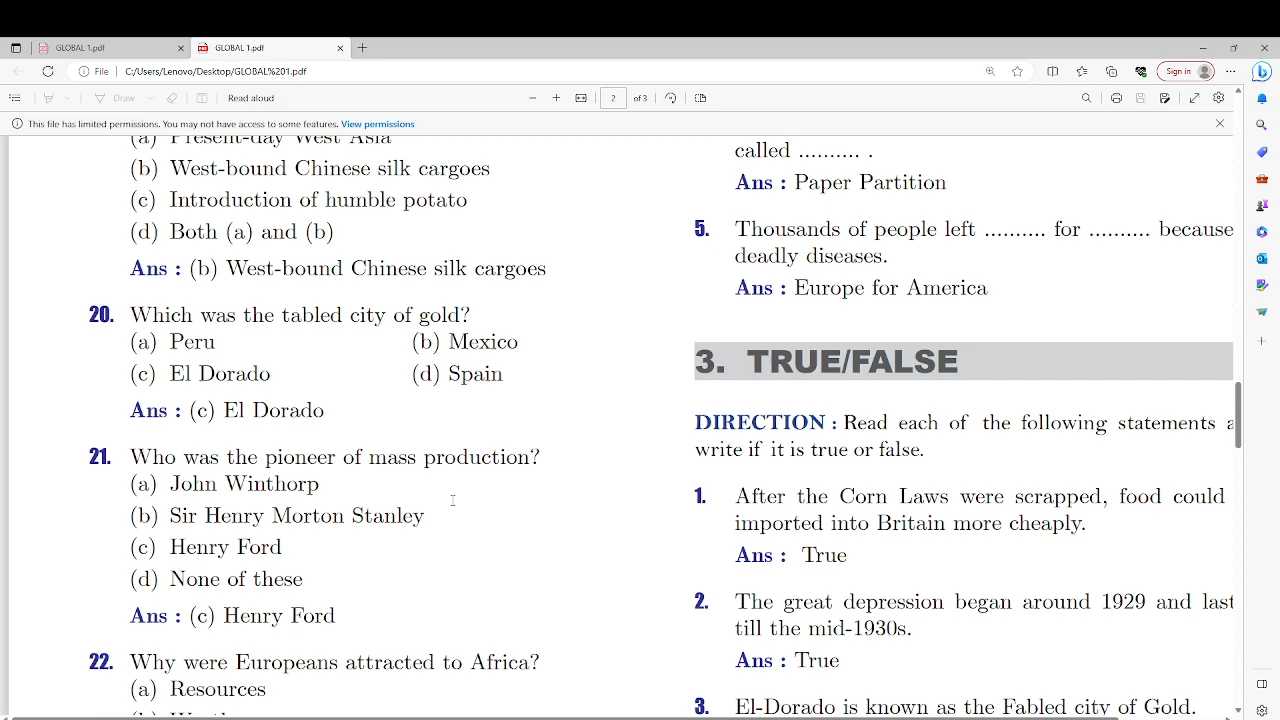 GLOBAL 1.pdf
GLOBAL 1.pdf
File C:/Users/Lenovo/Desktop/GLOBAL%201.pdf
Sign in
Draw
Read aloud
2 of 3
This file has limited permissions. You may not have access to some features. View permissions
(a) Present-day West Asia
(b) West-bound Chinese silk cargoes
(c) Introduction of humble potato
(d) Both (a) and (b)
Ans : (b) West-bound Chinese silk cargoes
20. Which was the tabled city of gold?
(a) Peru (b) Mexico
(c) El Dorado (d) Spain
Ans : (c) El Dorado
21. Who was the pioneer of mass production?
(a) John Winthorp
(b) Sir Henry Morton Stanley
(c) Henry Ford
(d) None of these
Ans : (c) Henry Ford
22. Why were Europeans attracted to Africa?
(a) Resources
called .......... .
Ans : Paper Partition
5. Thousands of people left .......... for .......... because
deadly diseases.
Ans : Europe for America
3. TRUE/FALSE
DIRECTION : Read each of the following statements a
write if it is true or false.
1. After the Corn Laws were scrapped, food could
imported into Britain more cheaply.
Ans : True
2. The great depression began around 1929 and last
till the mid-1930s.
Ans : True
3. El-Dorado is known as the Fabled city of Gold.